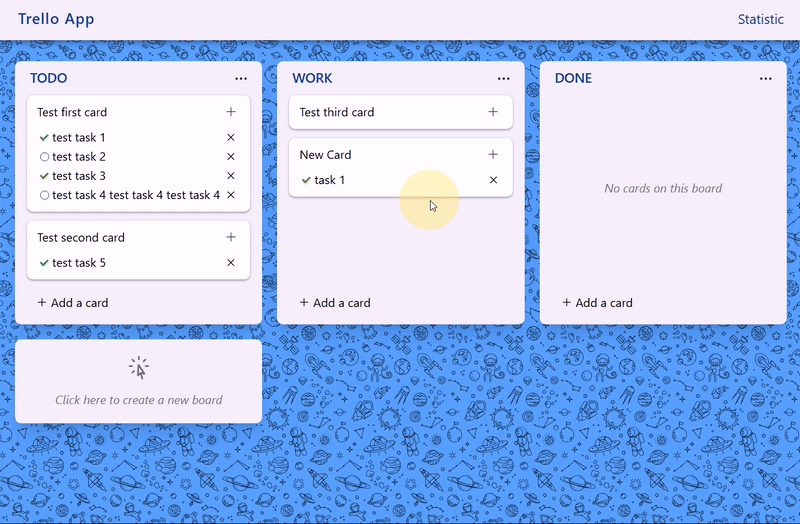 Trello App
Statistic
TODO
Test first card
test task 1
test task 2
test task 3
test task 4 test task 4 test task 4
Test second card
test task 5
Add a card
WORK
Test third card
New Card
task 1
Add a card
DONE
No cards on this board
Add a card
Click here to create a new board